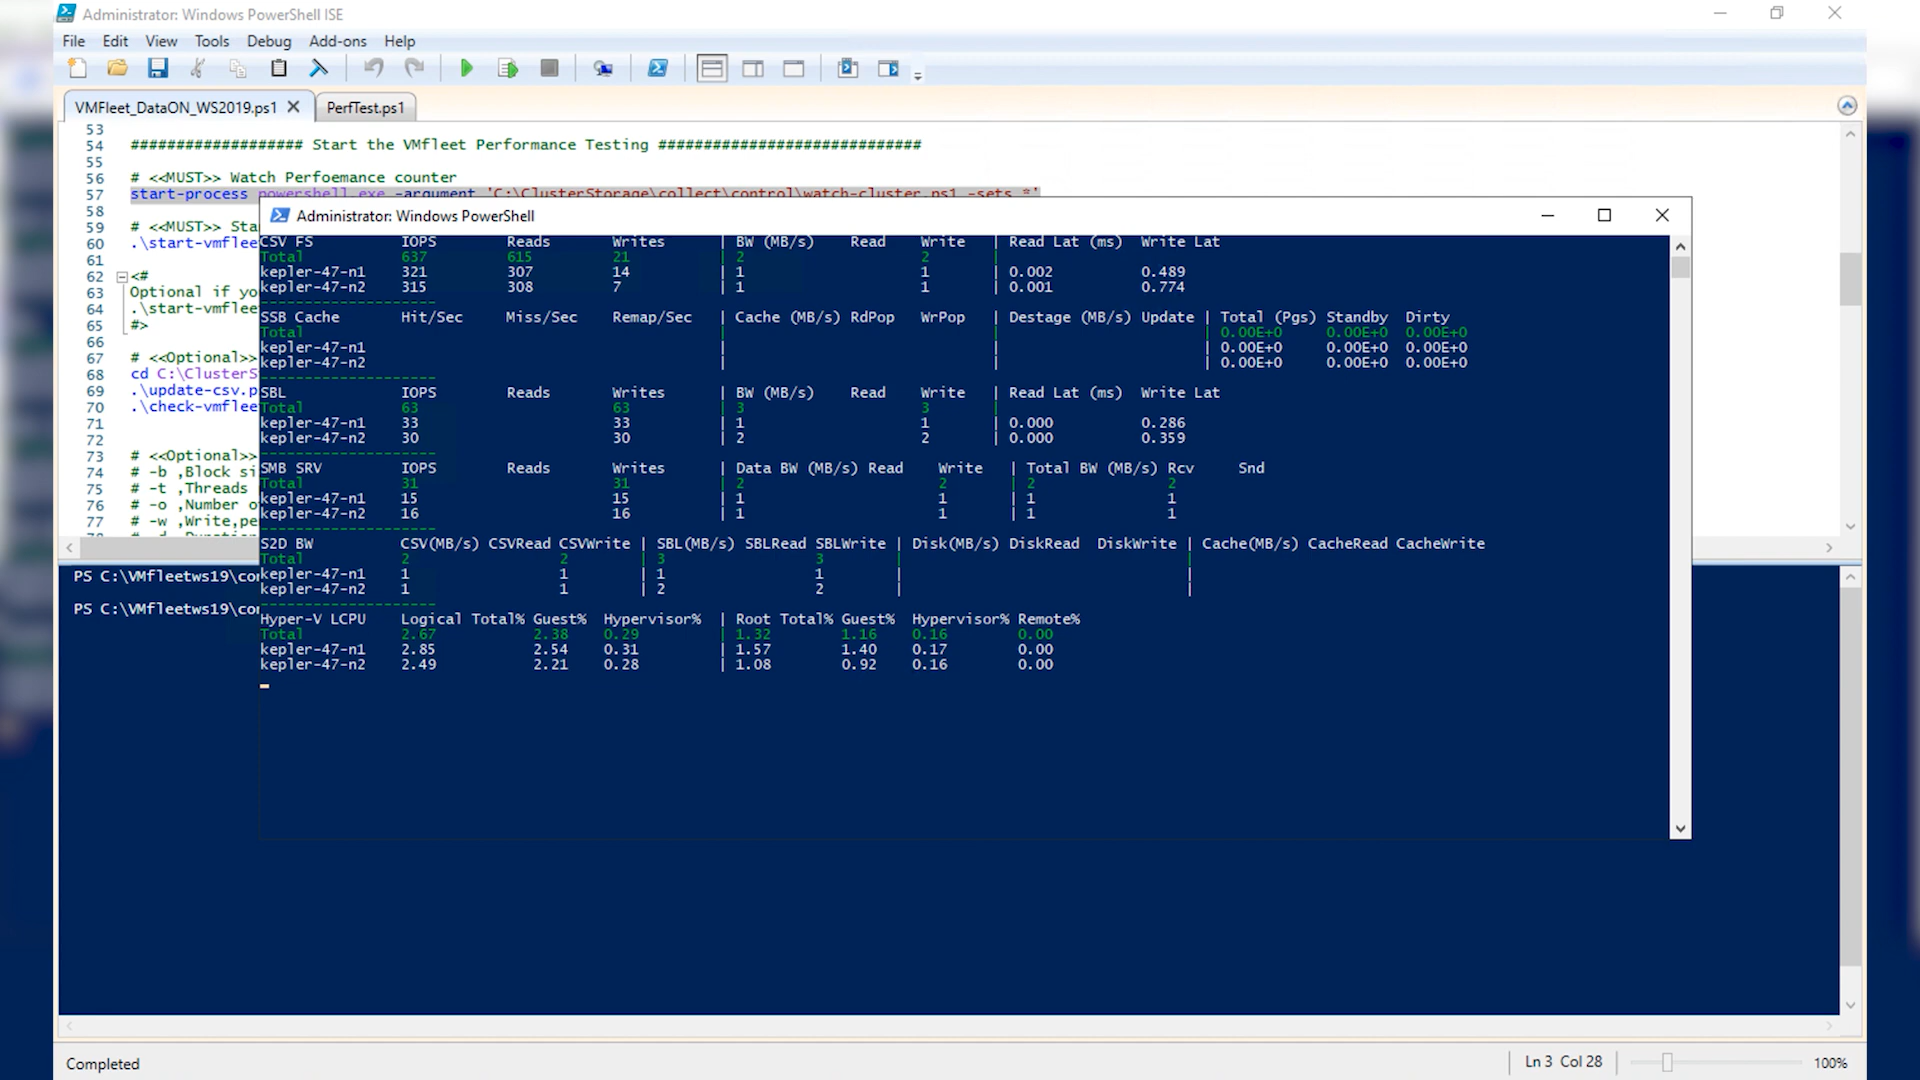 Administrator: Windows PowerShell ISE
File Edit View Tools Debug Add-ons Help
VMFleet_DataON_WS2019.ps1 PerfTest.ps1
53
54 ################### Start the VMfleet Performance Testing #############################
55
56 # <<MUST>> Watch Perfoemance counter
57 start-process powershell.exe -argument 'C:\ClusterStorage\collect\control\watch-cluster.ps1 -sets *'
58
59 # <<MUST>> Sta
60 .\start-vmflee
61
62 <#
63 Optional if yo
64 .\start-vmflee
65 #>
66
67 # <<Optional>>
68 cd C:\ClusterS
69 .\update-csv.p
70 .\check-vmflee
71
72
73 # <<Optional>>
74 # -b ,Block si
75 # -t ,Threads
76 # -o ,Number o
77 # -w ,Write,pe
Administrator: Windows PowerShell
CSV FS IOPS Reads Writes | BW (MB/s) Read Write | Read Lat (ms) Write Lat
Total 637 615 21 | 2 2 |
kepler-47-n1 321 307 14 | 1 1 | 0.002 0.489
kepler-47-n2 315 308 7 | 1 1 | 0.001 0.774
SSB Cache Hit/Sec Miss/Sec Remap/Sec | Cache (MB/s) RdPop WrPop | Destage (MB/s) Update | Total (Pgs) Standby Dirty
Total | | | 0.00E+0 0.00E+0 0.00E+0
kepler-47-n1 | | | 0.00E+0 0.00E+0 0.00E+0
kepler-47-n2 | | | 0.00E+0 0.00E+0 0.00E+0
SBL IOPS Reads Writes | BW (MB/s) Read Write | Read Lat (ms) Write Lat
Total 63 63 | 3 3 |
kepler-47-n1 33 33 | 1 1 | 0.000 0.286
kepler-47-n2 30 30 | 2 2 | 0.000 0.359
SMB SRV IOPS Reads Writes | Data BW (MB/s) Read Write | Total BW (MB/s) Rcv Snd
Total 31 31 | 2 2 | 2 2
kepler-47-n1 15 15 | 1 1 | 1 1
kepler-47-n2 16 16 | 1 1 | 1 1
S2D BW CSV(MB/s) CSVRead CSVWrite | SBL(MB/s) SBLRead SBLWrite | Disk(MB/s) DiskRead DiskWrite | Cache(MB/s) CacheRead CacheWrite
Total 2 2 | 3 3 | |
kepler-47-n1 1 1 | 1 1 | |
kepler-47-n2 1 1 | 2 2 | |
Hyper-V LCPU Logical Total% Guest% Hypervisor% | Root Total% Guest% Hypervisor% Remote%
Total 2.67 2.38 0.29 | 1.32 1.16 0.16 0.00
kepler-47-n1 2.85 2.54 0.31 | 1.57 1.40 0.17 0.00
kepler-47-n2 2.49 2.21 0.28 | 1.08 0.92 0.16 0.00
PS C:\VMfleetws19\co
PS C:\VMfleetws19\co
Completed
Ln 3 Col 28
100%